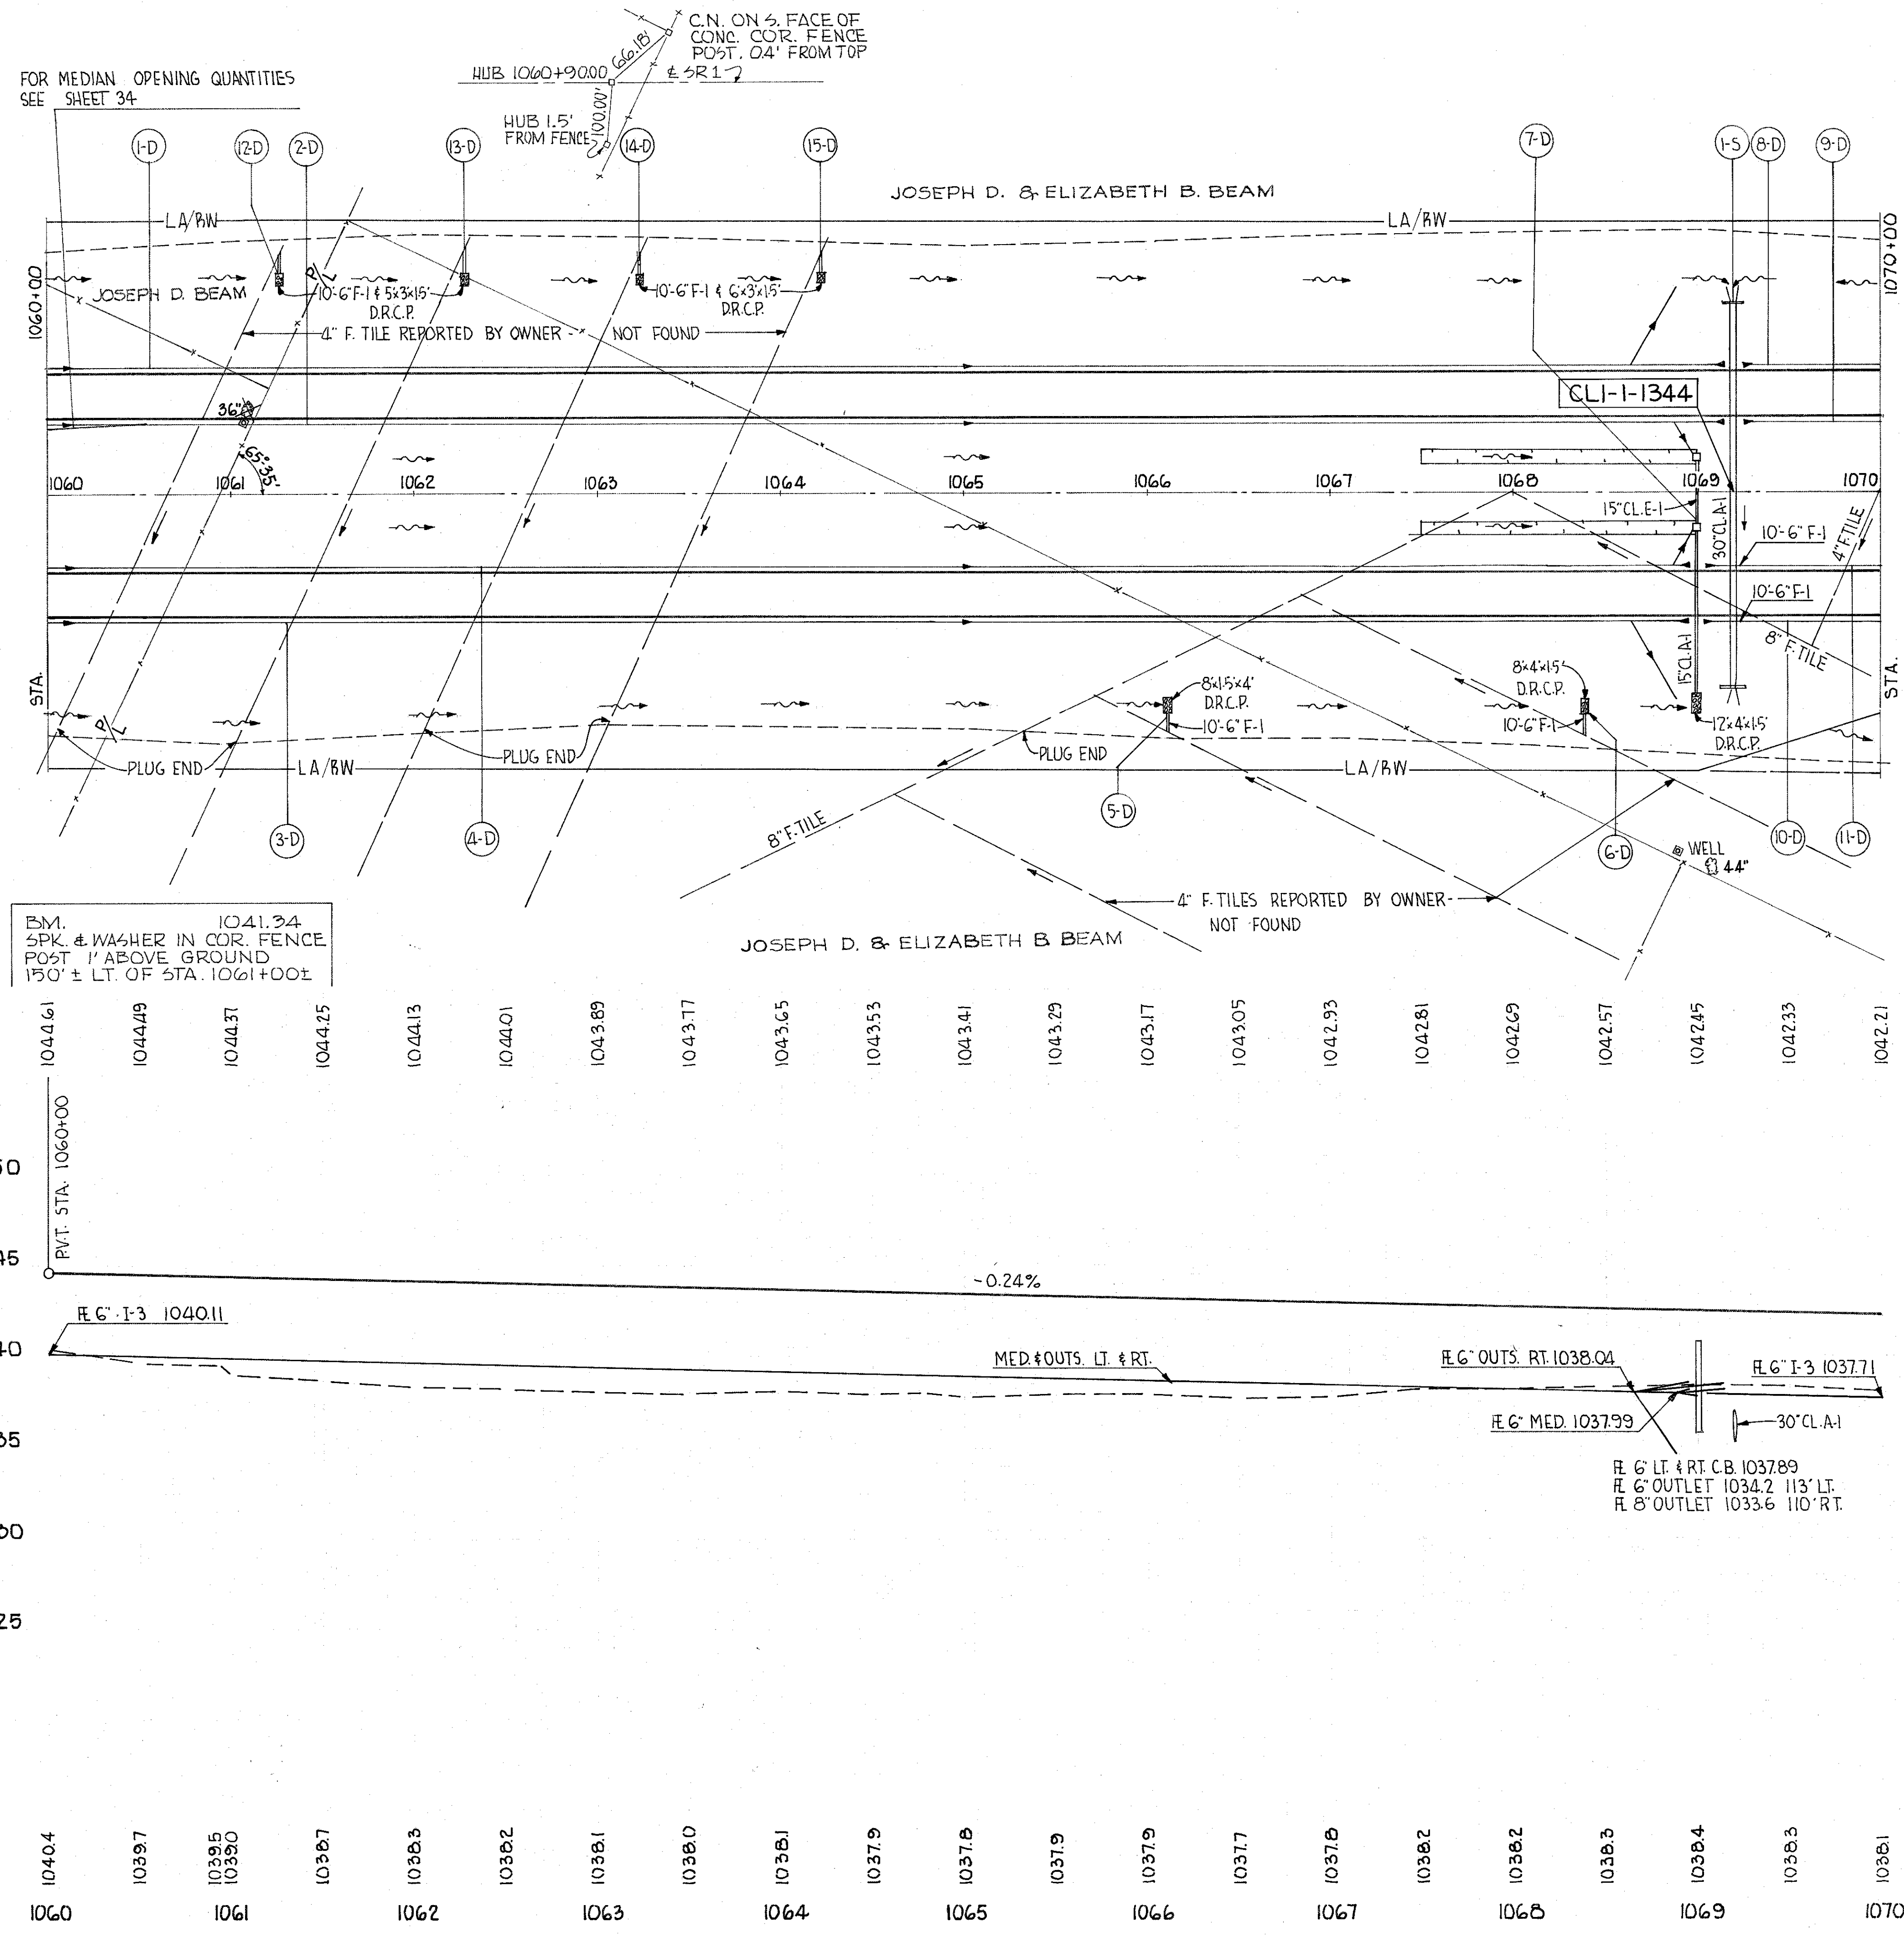 C.N. ON S. FACE OF
CONC. COR. FENCE
POST. 0.4' FROM TOP
66.18'
HUB 1060+90.00
℄ SR 1
100.00'
HUB 1.5'
FROM FENCE
FOR MEDIAN OPENING QUANTITIES
SEE SHEET 34
1-D
12-D
2-D
13-D
14-D
15-D
7-D
1-S
8-D
9-D
JOSEPH D. & ELIZABETH B. BEAM
LA/RW
LA/RW
1060+00
1070+00
JOSEPH D. BEAM
P/L
10'-6" F-1 & 5'x3'x1.5'
D.R.C.P.
10'-6" F-1 & 6'x3'x1.5'
D.R.C.P.
4" F. TILE REPORTED BY OWNER - NOT FOUND
CLI-1-1344
36"
65°-35'
1060 1061 1062 1063 1064 1065 1066 1067 1068 1069 1070
15" CL.E-1
30" CL.A-1
10'-6" F-1
4" F. TILE
10'-6" F-1
8" F. TILE
15" CL.A-1
8'x4'x1.5'
D.R.C.P.
8'x1.5'x4'
D.R.C.P.
10'-6" F-1
10'-6" F-1
12'x4'x1.5'
D.R.C.P.
STA.
STA.
P/L
PLUG END
PLUG END
PLUG END
LA/RW
LA/RW
3-D
4-D
5-D
6-D
10-D
11-D
8" F. TILE
WELL
44"
4" F. TILES REPORTED BY OWNER-
NOT FOUND
JOSEPH D. & ELIZABETH B. BEAM
BM. 1041.34
SPK. & WASHER IN COR. FENCE
POST 1' ABOVE GROUND
150' ± LT. OF STA. 1061+00±
1044.61 1044.49 1044.37 1044.25 1044.13 1044.01 1043.89 1043.77 1043.65 1043.53 1043.41 1043.29 1043.17 1043.05 1042.93 1042.81 1042.69 1042.57 1042.45 1042.33 1042.21
P.V.T. STA. 1060+00
50
45
-0.24%
FL 6" I-3 1040.11
40
MED. & OUTS. LT. & RT.
FL 6" OUTS. RT. 1038.04
FL 6" I-3 1037.71
FL 6" MED. 1037.99
30" CL.A-1
35
FL 6" LT. & RT. C.B. 1037.89
FL 6" OUTLET 1034.2 113' LT.
FL 8" OUTLET 1033.6 110' RT.
30
25
1040.4 1039.7 1039.5 1039.0 1038.7 1038.3 1038.2 1038.1 1038.0 1038.1 1037.9 1037.8 1037.9 1037.9 1037.7 1037.8 1038.2 1038.2 1038.3 1038.4 1038.3 1038.1
1060 1061 1062 1063 1064 1065 1066 1067 1068 1069 1070